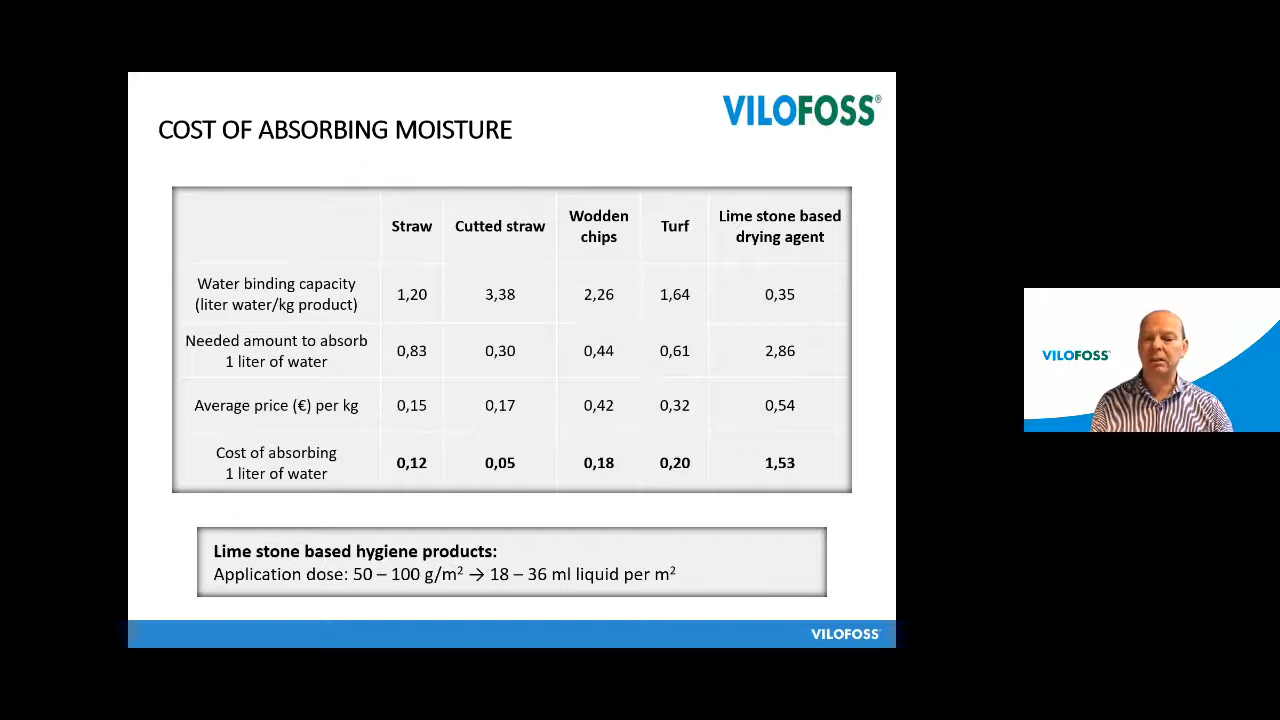 VILOFOSS®
COST OF ABSORBING MOISTURE
Straw
Cutted straw
Wodden
chips
Turf
Lime stone based
drying agent
Water binding capacity
(liter water/kg product)
1,20
3,38
2,26
1,64
0,35
Needed amount to absorb
1 liter of water
0,83
0,30
0,44
0,61
2,86
Average price (€) per kg
0,15
0,17
0,42
0,32
0,54
Cost of absorbing
1 liter of water
0,12
0,05
0,18
0,20
1,53
Lime stone based hygiene products:
Application dose: 50 – 100 g/m² → 18 – 36 ml liquid per m²
VILOFOSS
VILOFOSS